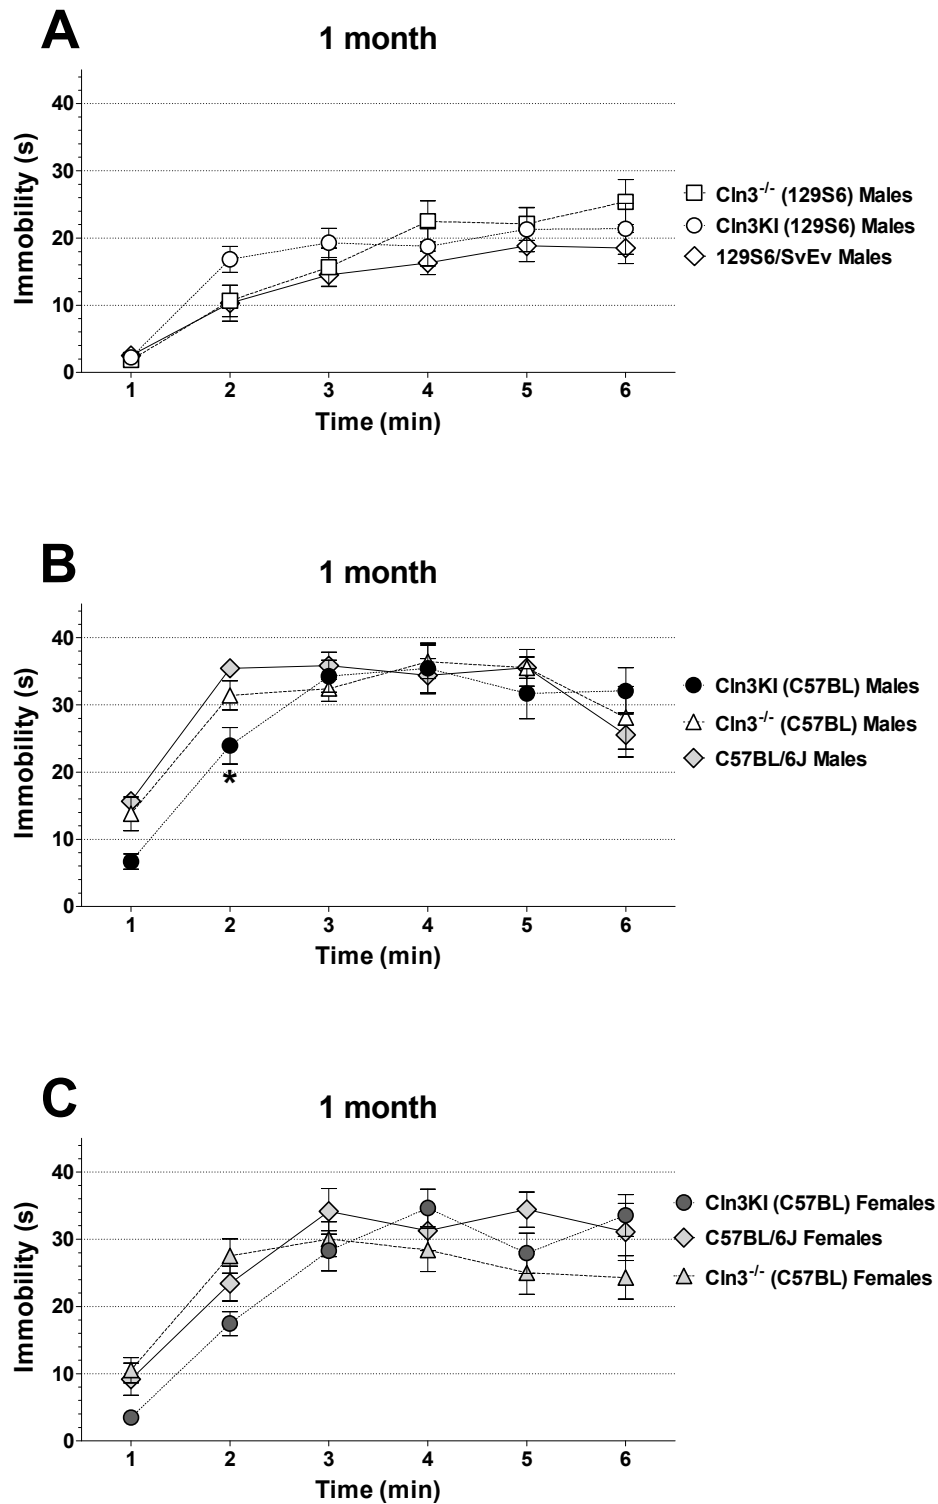 A
1 month
Immobility (s)
40
30
20
10
0
1 2 3 4 5 6
Time (min)
Cln3-/- (129S6) Males
Cln3KI (129S6) Males
129S6/SvEv Males
B
1 month
Immobility (s)
40
30
20
10
0
*
1 2 3 4 5 6
Time (min)
Cln3KI (C57BL) Males
Cln3-/- (C57BL) Males
C57BL/6J Males
C
1 month
Immobility (s)
40
30
20
10
0
1 2 3 4 5 6
Time (min)
Cln3KI (C57BL) Females
C57BL/6J Females
Cln3-/- (C57BL) Females